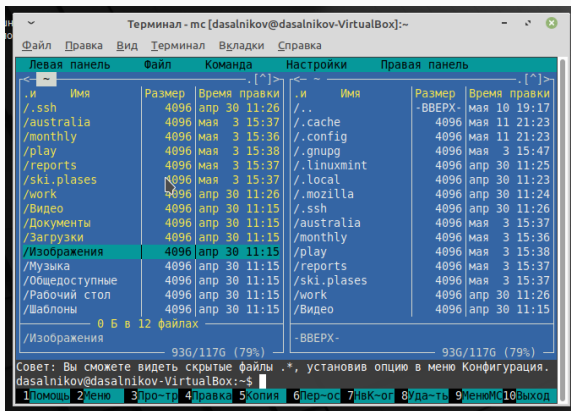 Терминал - mc [dasalnikov@dasalnikov-VirtualBox]:~
Файл Правка Вид Терминал Вкладки Справка
Левая панель Файл Команда Настройки Правая панель
<— ~ .[^]> <— ~ .[^]>
.и Имя Размер Время правки .и Имя Размер Время правки
/.ssh 4096 апр 30 11:26 /.. -ВВЕРХ- мая 10 19:17
/australia 4096 мая 3 15:37 /.cache 4096 мая 11 21:23
/monthly 4096 мая 3 15:36 /.config 4096 мая 11 21:23
/play 4096 мая 3 15:38 /.gnupg 4096 мая 3 15:47
/reports 4096 мая 3 15:37 /.linuxmint 4096 апр 30 11:25
/ski.plases 4096 мая 3 15:37 /.local 4096 апр 30 11:23
/work 4096 апр 30 11:26 /.mozilla 4096 апр 30 11:24
/Видео 4096 апр 30 11:15 /.ssh 4096 апр 30 11:26
/Документы 4096 апр 30 11:15 /australia 4096 мая 3 15:37
/Загрузки 4096 апр 30 11:15 /monthly 4096 мая 3 15:36
/Изображения 4096 апр 30 11:15 /play 4096 мая 3 15:38
/Музыка 4096 апр 30 11:15 /reports 4096 мая 3 15:37
/Общедоступные 4096 апр 30 11:15 /ski.plases 4096 мая 3 15:37
/Рабочий стол 4096 апр 30 11:15 /work 4096 апр 30 11:26
/Шаблоны 4096 апр 30 11:15 /Видео 4096 апр 30 11:15
0 Б в 12 файлах
/Изображения -ВВЕРХ-
93G/117G (79%) 93G/117G (79%)
Совет: Вы сможете видеть скрытые файлы .*, установив опцию в меню Конфигурация.
dasalnikov@dasalnikov-VirtualBox:~$
1Помощь 2Меню 3Про~тр 4Правка 5Копия 6Пер~ос 7НвК~ог 8Уда~ть 9МенюMC 10Выход